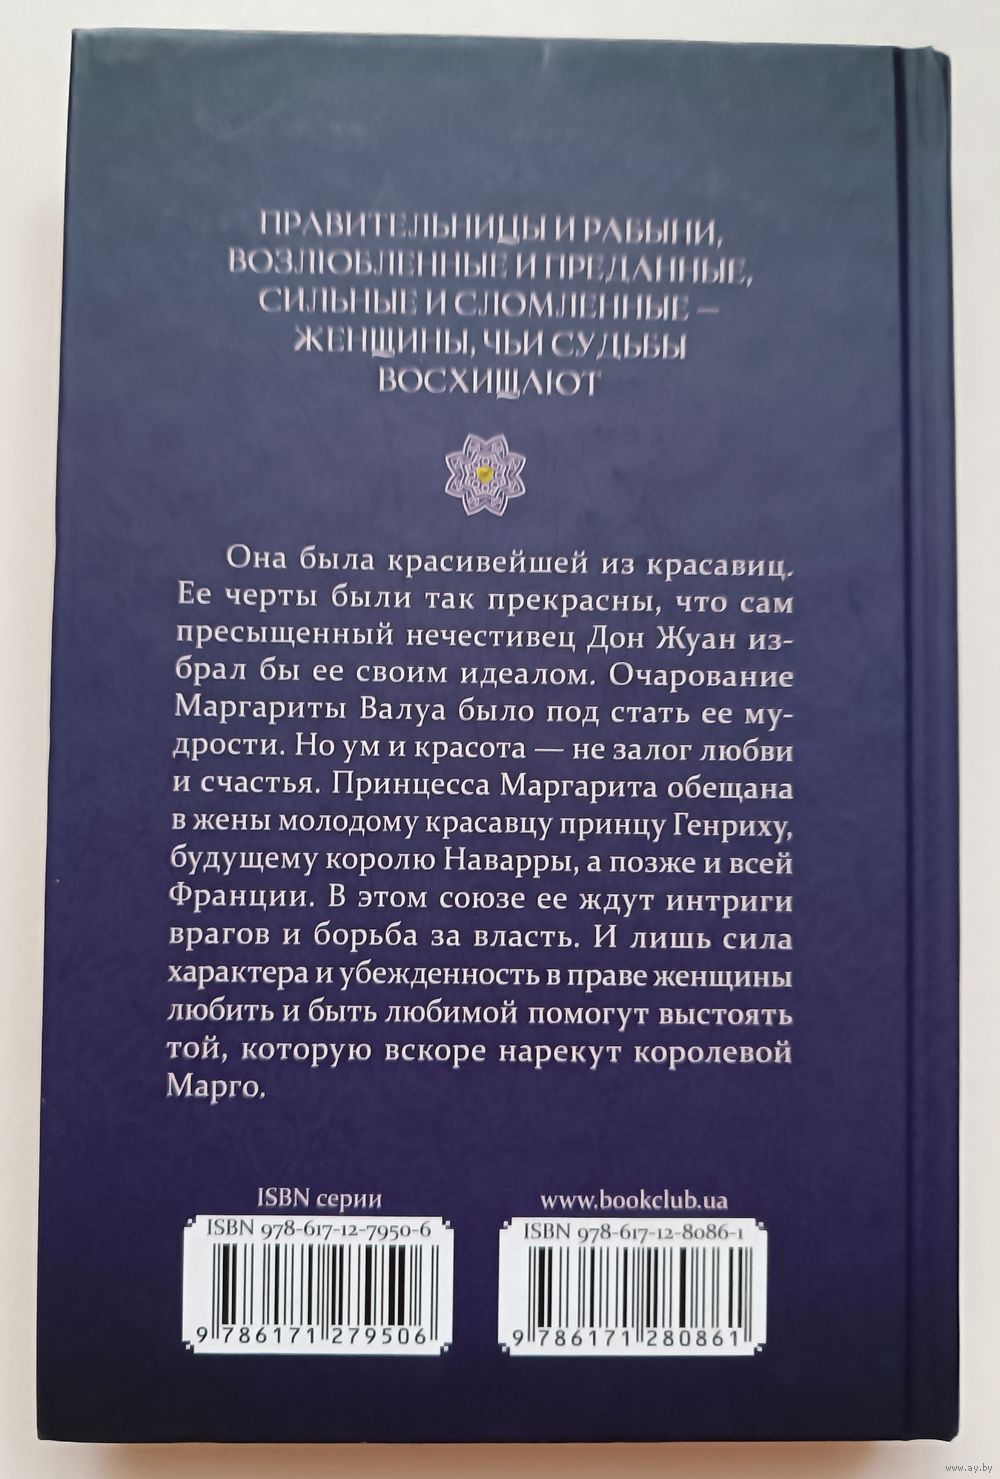 ПРАВИТЕЛЬНИЦЫ И РАБЫНИ,
ВОЗЛЮБЛЕННЫЕ И ПРЕДАННЫЕ,
СИЛЬНЫЕ И СЛОМЛЕННЫЕ —
ЖЕНЩИНЫ, ЧЬИ СУДЬБЫ
ВОСХИЩАЮТ
Она была красивейшей из красавиц.
Ее черты были так прекрасны, что сам
пресыщенный нечестивец Дон Жуан из-
брал бы ее своим идеалом. Очарование
Маргариты Валуа было под стать ее му-
дрости. Но ум и красота — не залог любви
и счастья. Принцесса Маргарита обещана
в жены молодому красавцу принцу Генриху,
будущему королю Наварры, а позже и всей
Франции. В этом союзе ее ждут интриги
врагов и борьба за власть. И лишь сила
характера и убежденность в праве женщины
любить и быть любимой помогут выстоять
той, которую вскоре нарекут королевой
Марго.
ISBN серии
ISBN 978-617-12-7950-6
9 786171 279506
www.bookclub.ua
ISBN 978-617-12-8086-1
9 786171 280861
www.ay.by